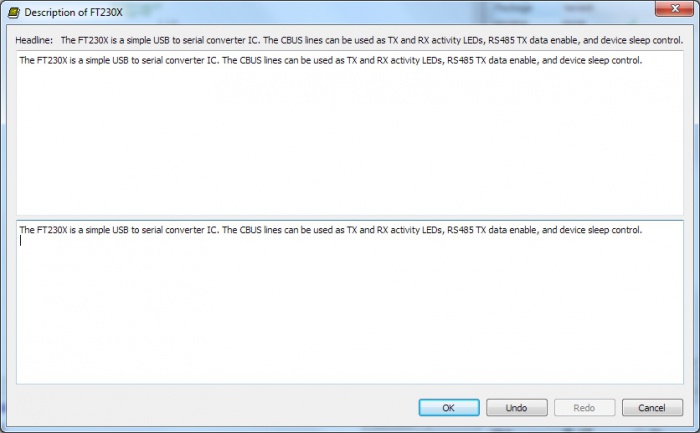 Description of FT230X
Package
Headline: The FT230X is a simple USB to serial converter IC. The CBUS lines can be used as TX and RX activity LEDs, RS485 TX data enable, and device sleep control.
The FT230X is a simple USB to serial converter IC. The CBUS lines can be used as TX and RX activity LEDs, RS485 TX data enable, and device sleep control.
The FT230X is a simple USB to serial converter IC. The CBUS lines can be used as TX and RX activity LEDs, RS485 TX data enable, and device sleep control.
OK Undo Redo Cancel